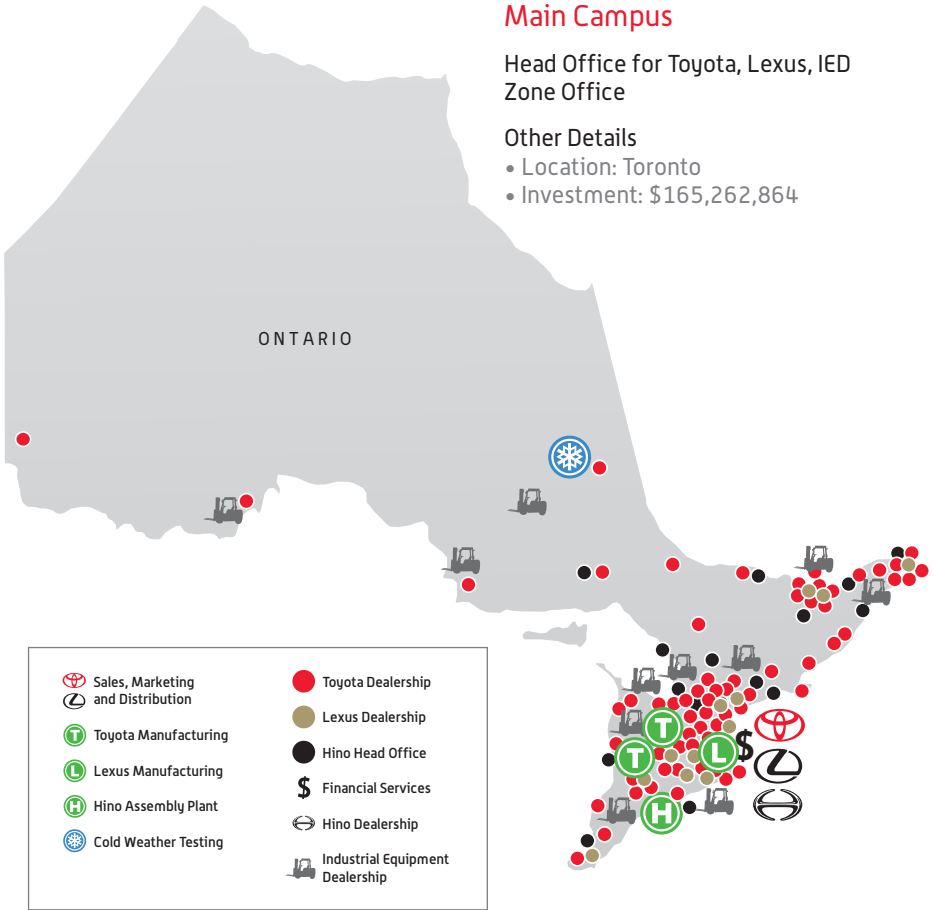 Main Campus
Head Office for Toyota, Lexus, IED
Zone Office
Other Details
• Location: Toronto
• Investment: $165,262,864
ONTARIO
T
T
L
$
H
Sales, Marketing
and Distribution
T Toyota Manufacturing
L Lexus Manufacturing
H Hino Assembly Plant
Cold Weather Testing
Toyota Dealership
Lexus Dealership
Hino Head Office
$ Financial Services
Hino Dealership
Industrial Equipment
Dealership